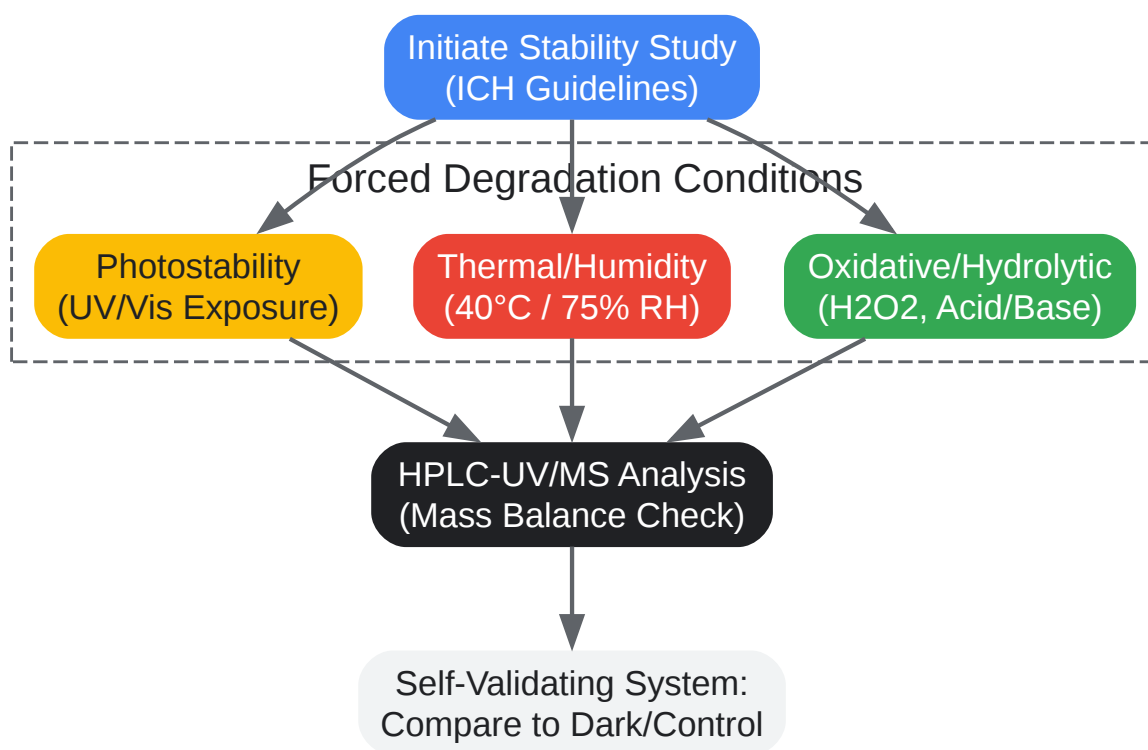 Initiate Stability Study
(ICH Guidelines)
Forced Degradation Conditions
Photostability
(UV/Vis Exposure)
Thermal/Humidity
(40°C / 75% RH)
Oxidative/Hydrolytic
(H2O2, Acid/Base)
HPLC-UV/MS Analysis
(Mass Balance Check)
Self-Validating System:
Compare to Dark/Control